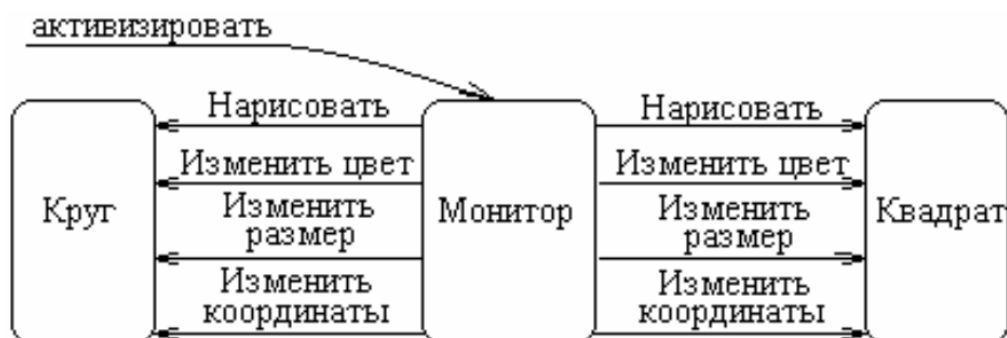 активизировать
Нарисовать
Нарисовать
Изменить цвет
Изменить цвет
Круг
Изменить
размер
Монитор
Изменить
размер
Квадрат
Изменить
координаты
Изменить
координаты